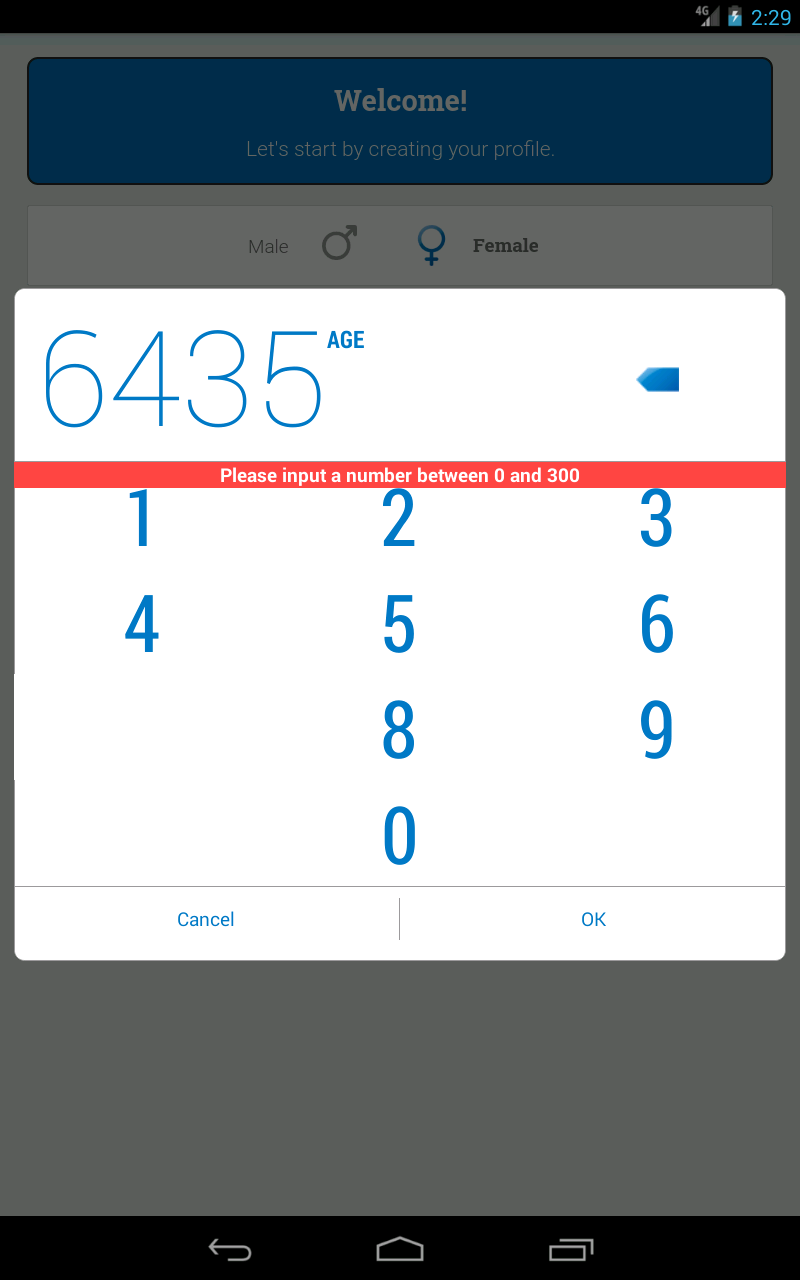 4G 2:29
Welcome!
Let's start by creating your profile.
Male Female
6435 AGE
Please input a number between 0 and 300
1 2 3
4 5 6
8 9
0
Cancel OK